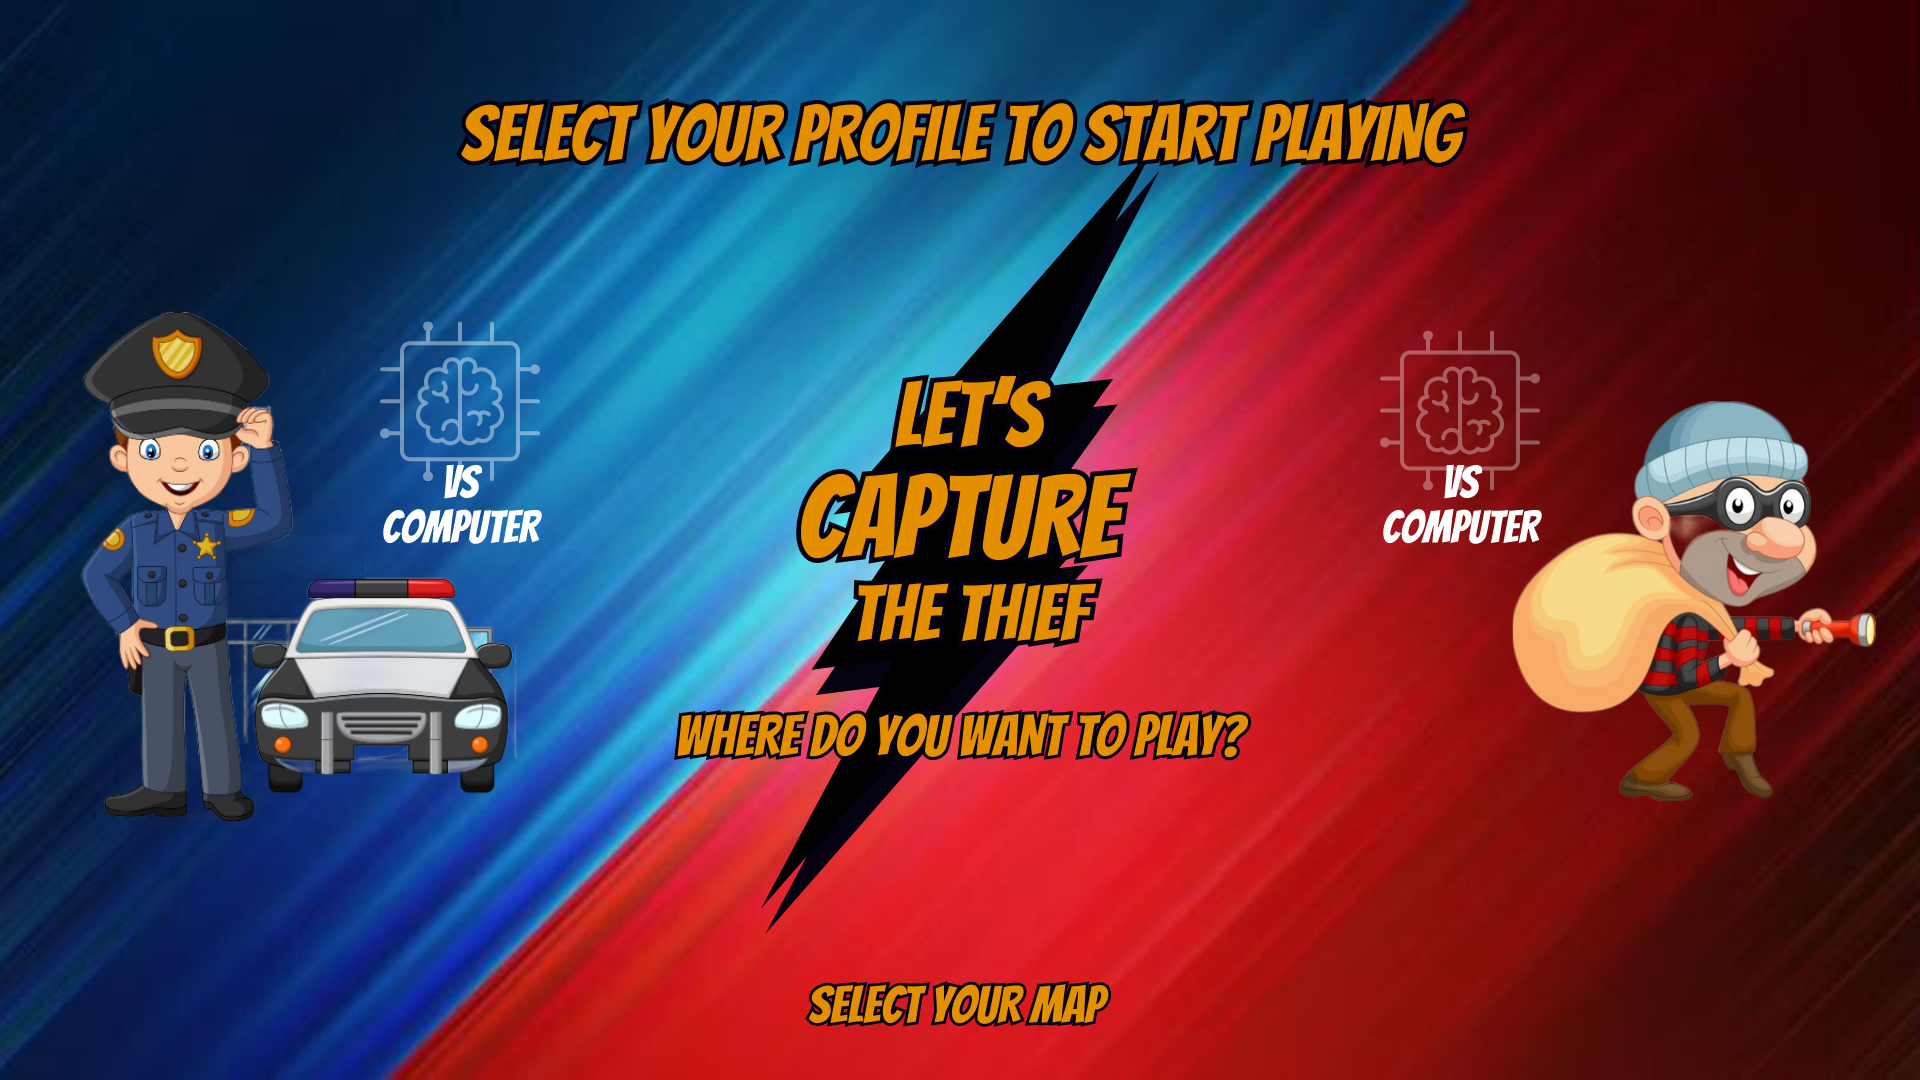 SELECT YOUR PROFILE TO START PLAYING
VS
COMPUTER
LET'S
CAPTURE
THE THIEF
VS
COMPUTER
WHERE DO YOU WANT TO PLAY?
SELECT YOUR MAP